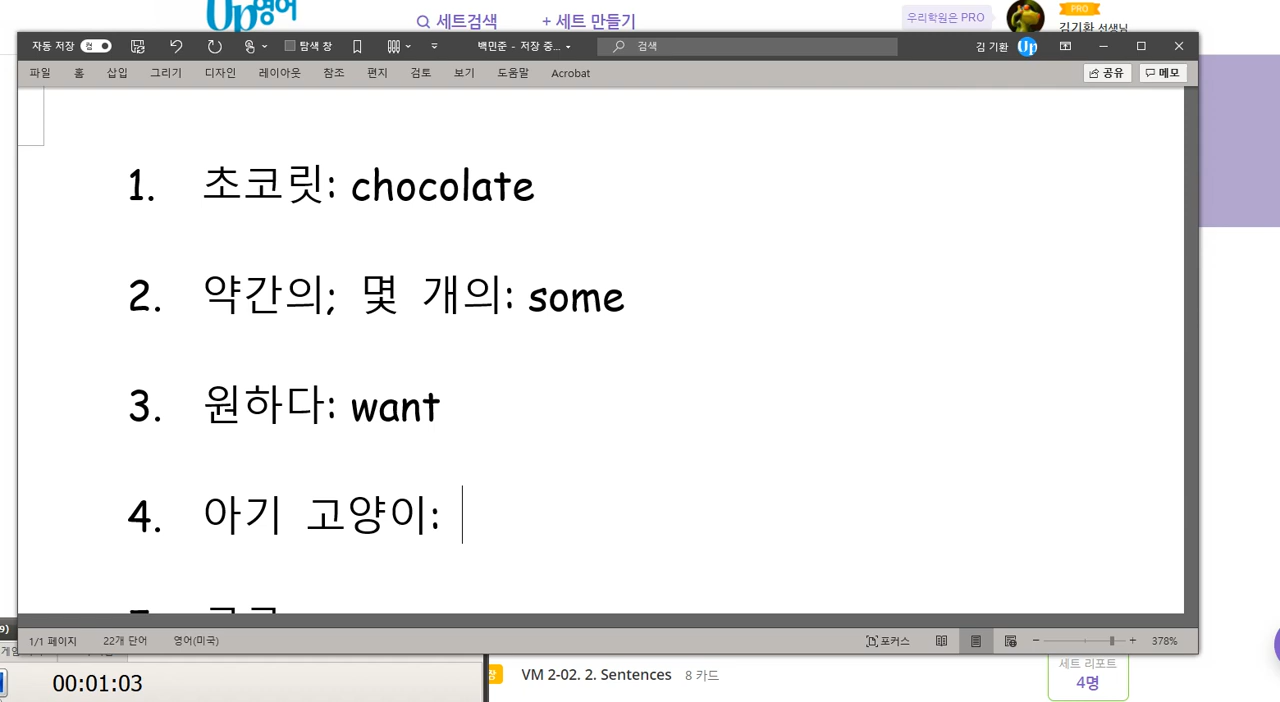 Up영어
세트검색
+ 세트 만들기
우리학원은 PRO
PRO
김기환 선생님
자동 저장
컴
탐색 창
백민준 - 저장 중...
검색
김 기환
Up
파일 홈 삽입 그리기 디자인 레이아웃 참조 편지 검토 보기 도움말 Acrobat
공유
메모
1. 초코릿: chocolate
2. 약간의; 몇 개의: some
3. 원하다: want
4. 아기 고양이:
1/1 페이지 22개 단어 영어(미국)
포커스
378%
9)
00:01:03
VM 2-02. 2. Sentences 8 카드
세트 리포트
4명